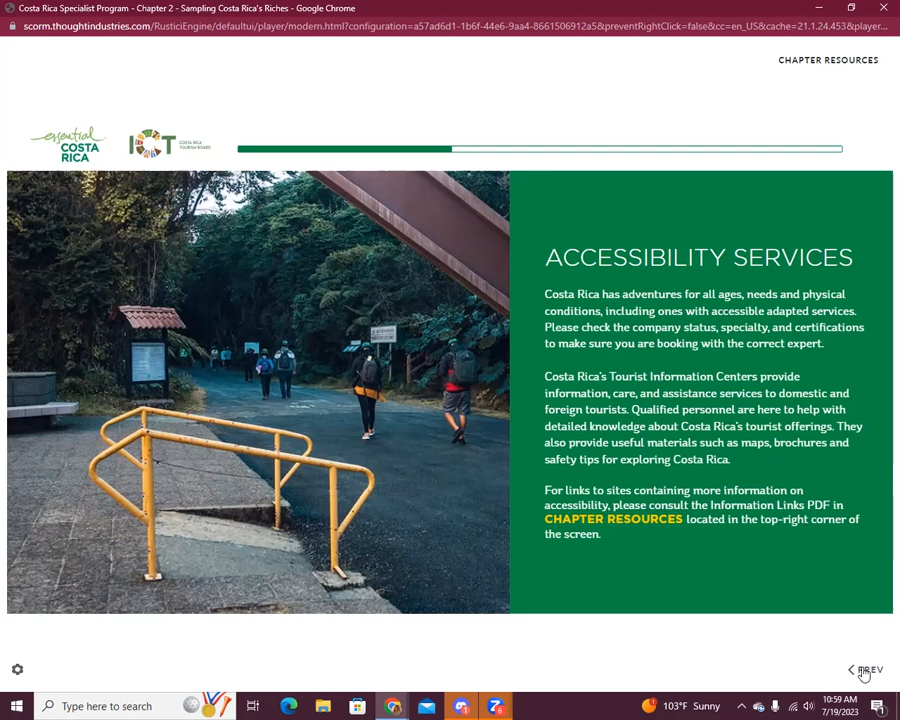 Costa Rica Specialist Program - Chapter 2 - Sampling Costa Rica's Riches - Google Chrome
scorm.thoughtindustries.com/RusticiEngine/defaultui/player/modern.html?configuration=a57ad6d1-1b6f-44e6-9aa4-8661506912a5&preventRightClick=false&cc=en_US&cache=21.1.24.453&player...
CHAPTER RESOURCES
essential
COSTA
RICA
ICT
COSTA RICA
TOURISM BOARD
ACCESSIBILITY SERVICES
Costa Rica has adventures for all ages, needs and physical
conditions, including ones with accessible adapted services.
Please check the company status, specialty, and certifications
to make sure you are booking with the correct expert.
Costa Rica's Tourist Information Centers provide
information, care, and assistance services to domestic and
foreign tourists. Qualified personnel are here to help with
detailed knowledge about Costa Rica's tourist offerings. They
also provide useful materials such as maps, brochures and
safety tips for exploring Costa Rica.
For links to sites containing more information on
accessibility, please consult the Information Links PDF in
CHAPTER RESOURCES located in the top-right corner of
the screen.
PREV
Type here to search
103°F Sunny
10:59 AM
7/19/2023